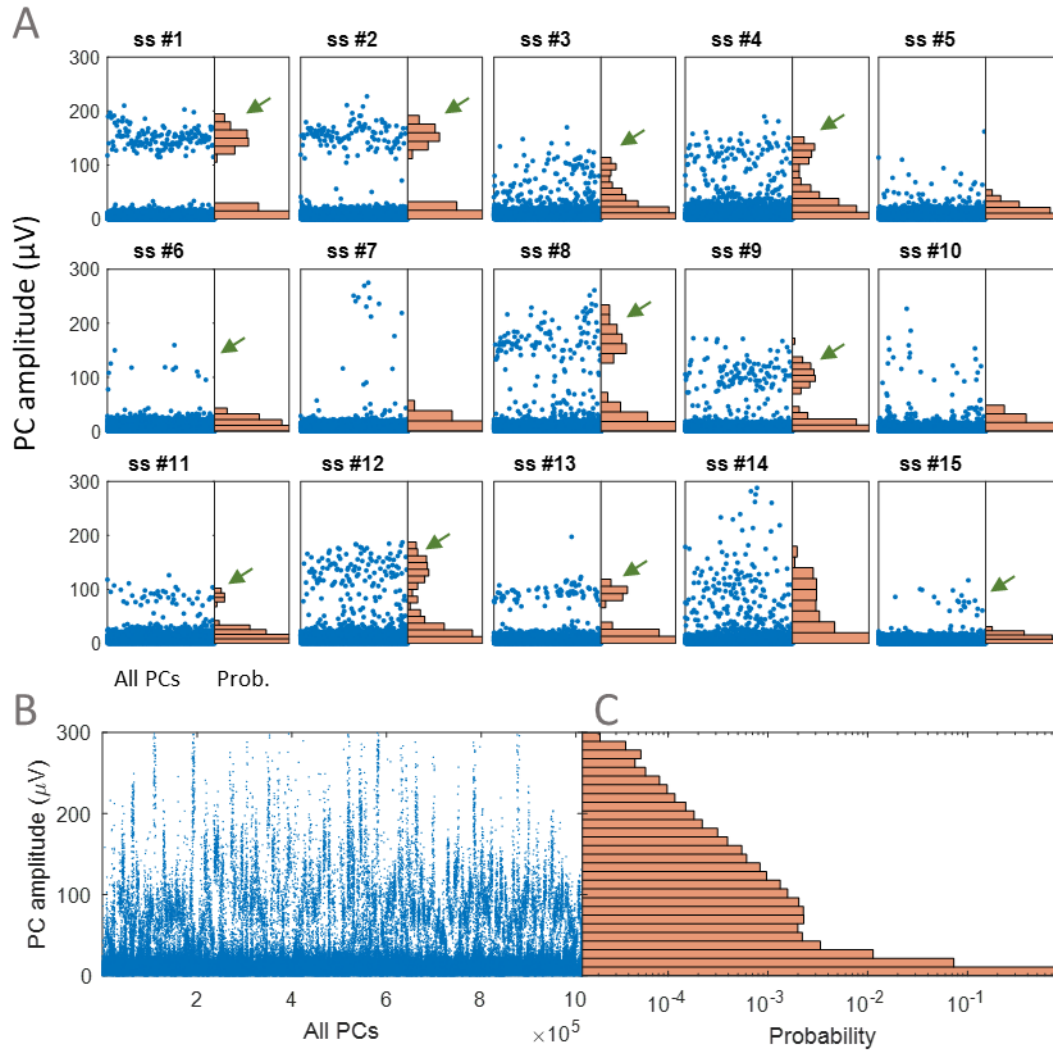 A
ss #1 ss #2 ss #3 ss #4 ss #5
300
200
100
0
ss #6 ss #7 ss #8 ss #9 ss #10
300
200
100
0
PC amplitude (µV)
ss #11 ss #12 ss #13 ss #14 ss #15
300
200
100
0
All PCs Prob.
B C
300
200
100
0
PC amplitude (µV)
2 4 6 8 10
×10^5
All PCs
10^-4 10^-3 10^-2 10^-1
Probability